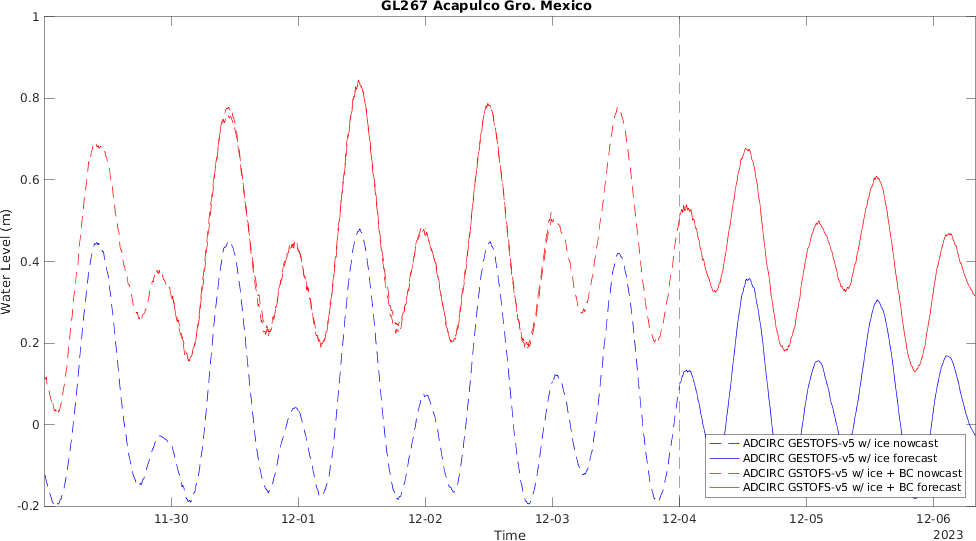 GL267 Acapulco Gro. Mexico
1
0.8
0.6
0.4
0.2
0
-0.2
Water Level (m)
11-30
12-01
12-02
12-03
12-04
12-05
12-06
Time
2023
ADCIRC GESTOFS-v5 w/ ice nowcast
ADCIRC GESTOFS-v5 w/ ice forecast
ADCIRC GSTOFS-v5 w/ ice + BC nowcast
ADCIRC GSTOFS-v5 w/ ice + BC forecast